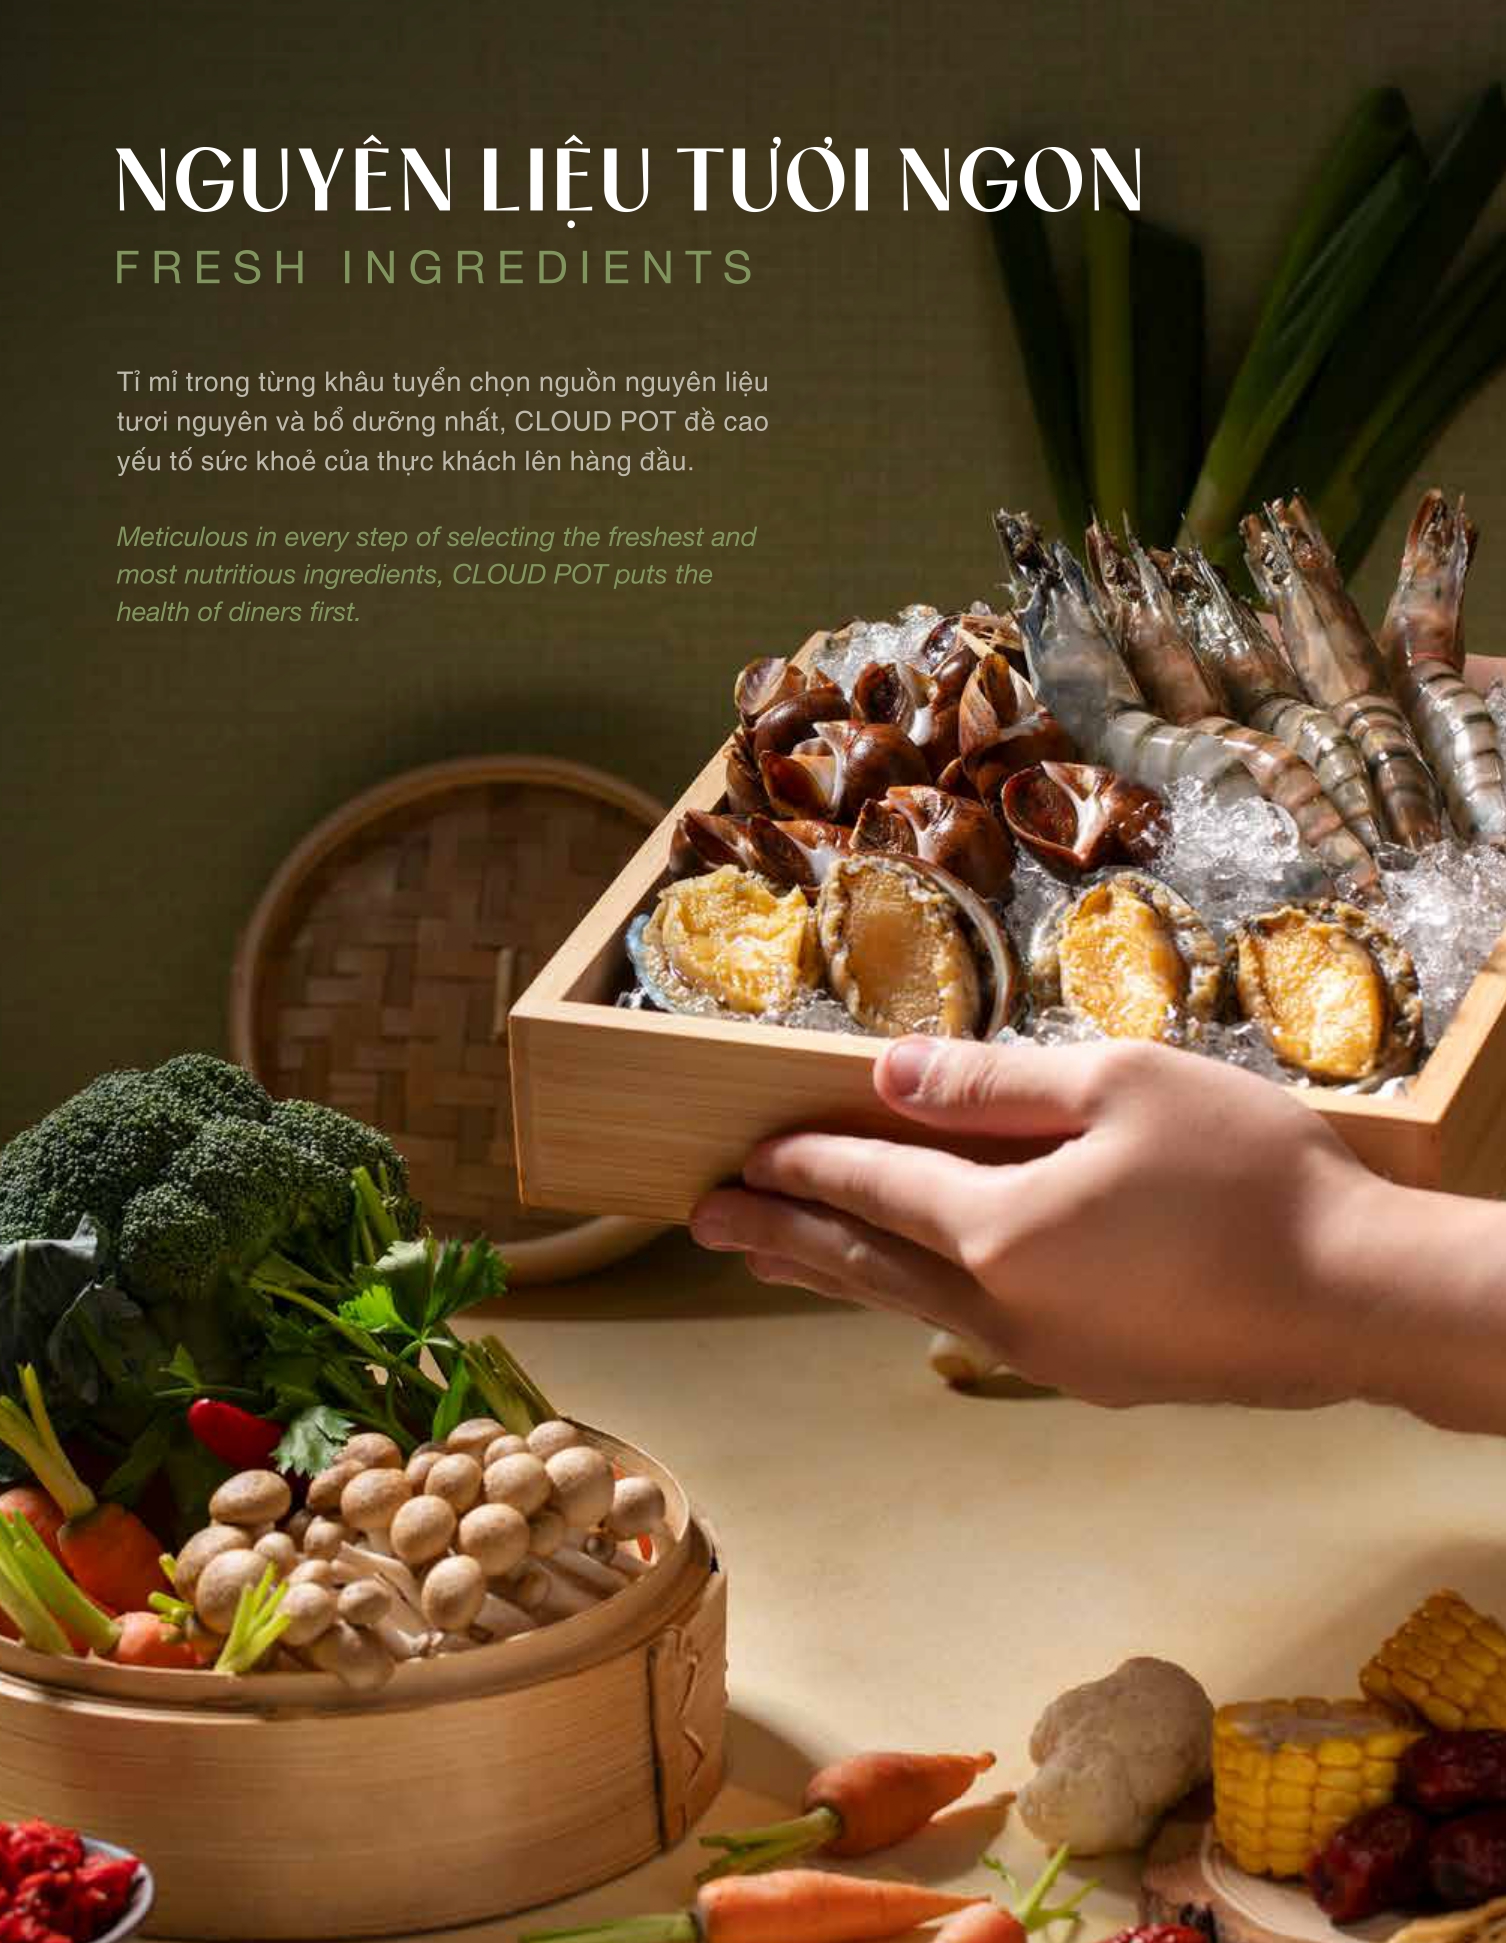 NGUYÊN LIỆU TƯƠI NGON
FRESH INGREDIENTS
Tỉ mỉ trong từng khâu tuyển chọn nguồn nguyên liệu
tươi nguyên và bổ dưỡng nhất, CLOUD POT đề cao
yếu tố sức khoẻ của thực khách lên hàng đầu.
Meticulous in every step of selecting the freshest and
most nutritious ingredients, CLOUD POT puts the
health of diners first.